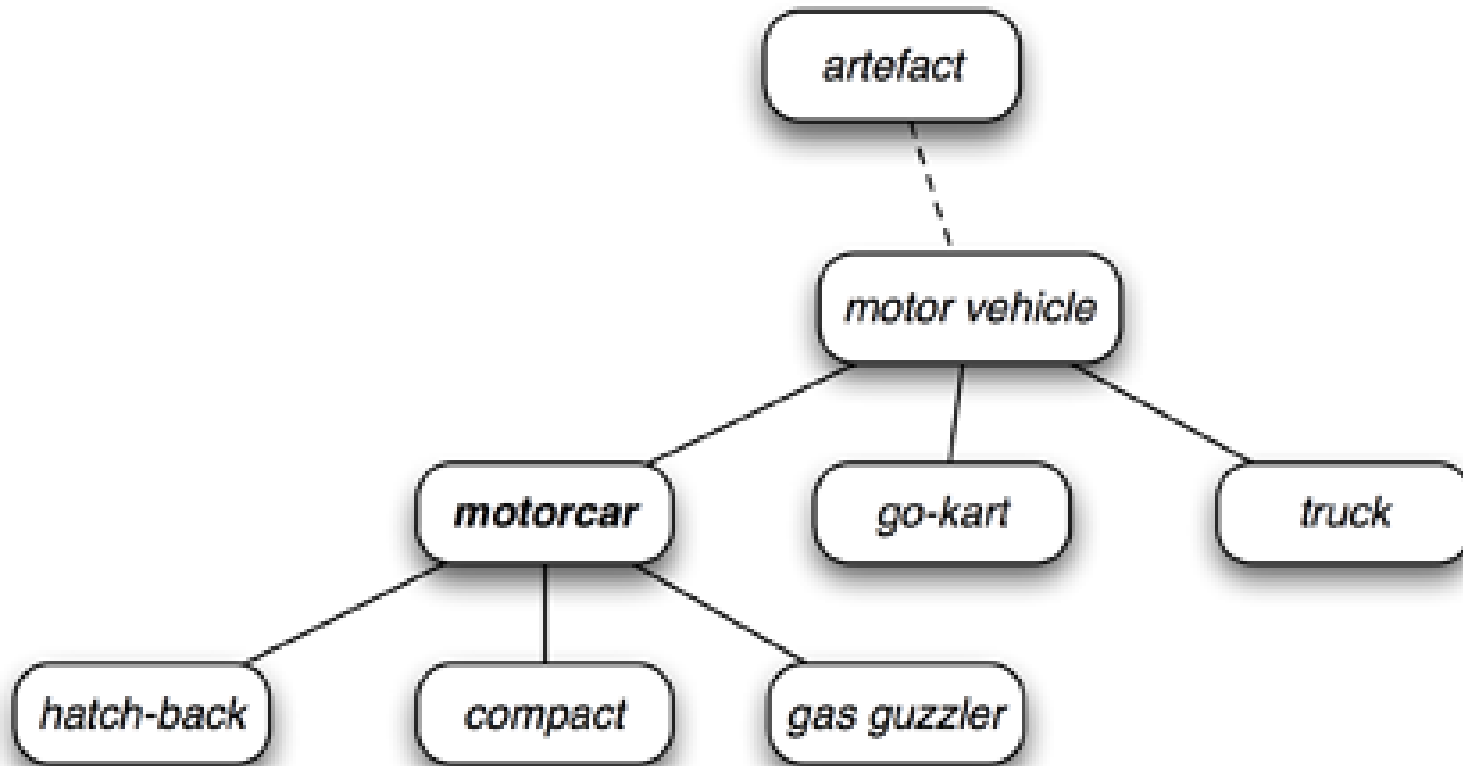 artefact
motor vehicle
motorcar
go-kart
truck
hatch-back
compact
gas guzzler